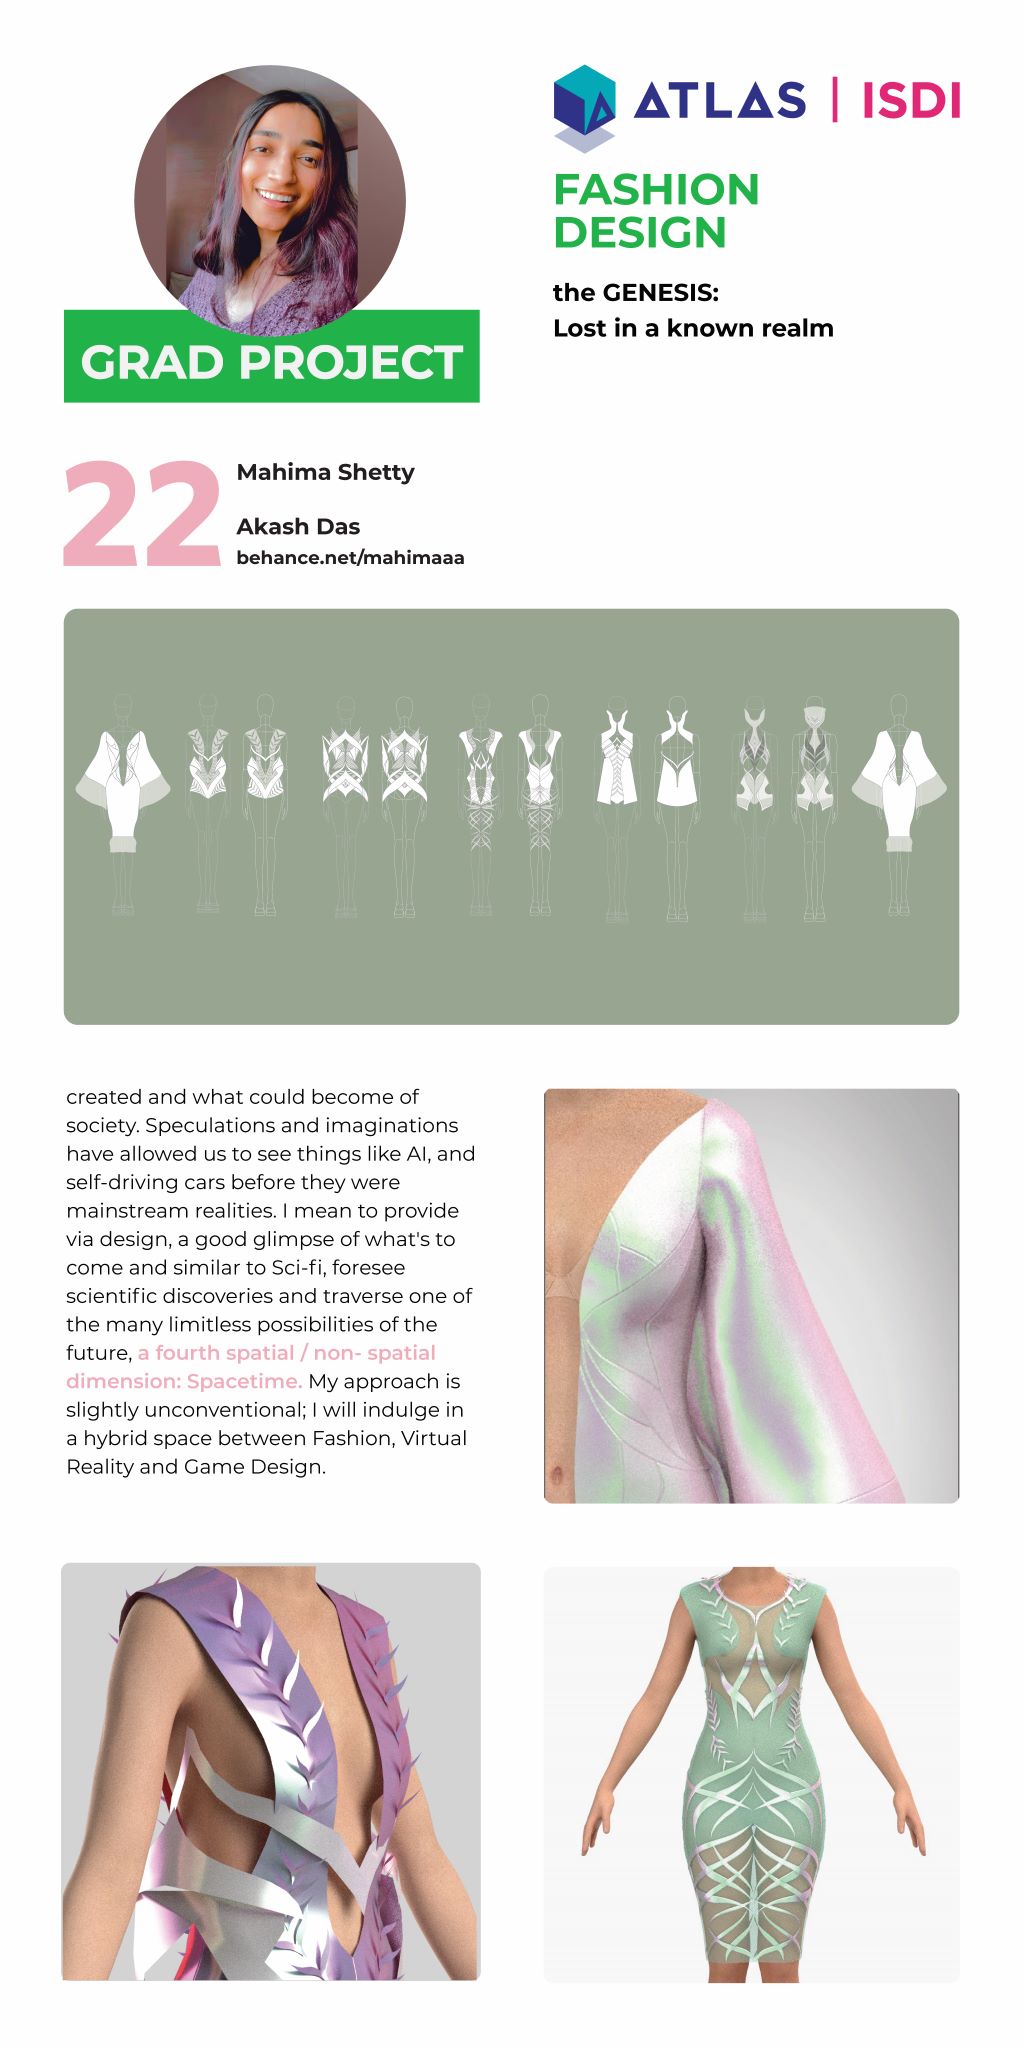 ATLAS | ISDI
FASHION
DESIGN
the GENESIS:
Lost in a known realm
GRAD PROJECT
22
Mahima Shetty
Akash Das
behance.net/mahimaaa
created and what could become of
society. Speculations and imaginations
have allowed us to see things like AI, and
self-driving cars before they were
mainstream realities. I mean to provide
via design, a good glimpse of what's to
come and similar to Sci-fi, foresee
scientific discoveries and traverse one of
the many limitless possibilities of the
future, a fourth spatial / non- spatial
dimension: Spacetime. My approach is
slightly unconventional; I will indulge in
a hybrid space between Fashion, Virtual
Reality and Game Design.